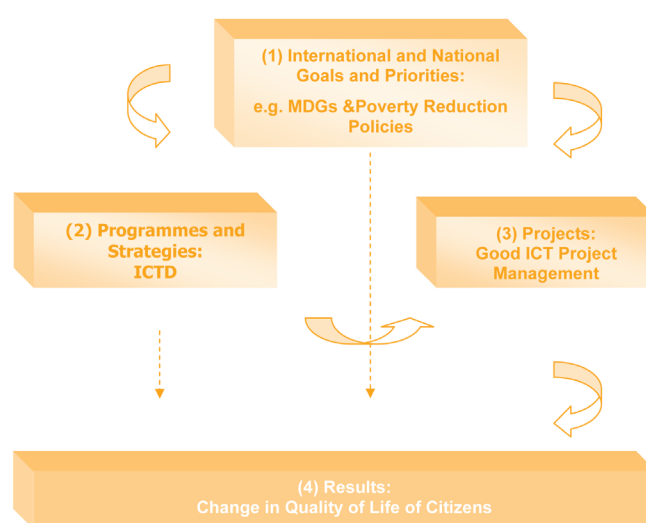 (1) International and National
Goals and Priorities:
e.g. MDGs &Poverty Reduction
Policies
(2) Programmes and
Strategies:
ICTD
(3) Projects:
Good ICT Project
Management
(4) Results:
Change in Quality of Life of Citizens